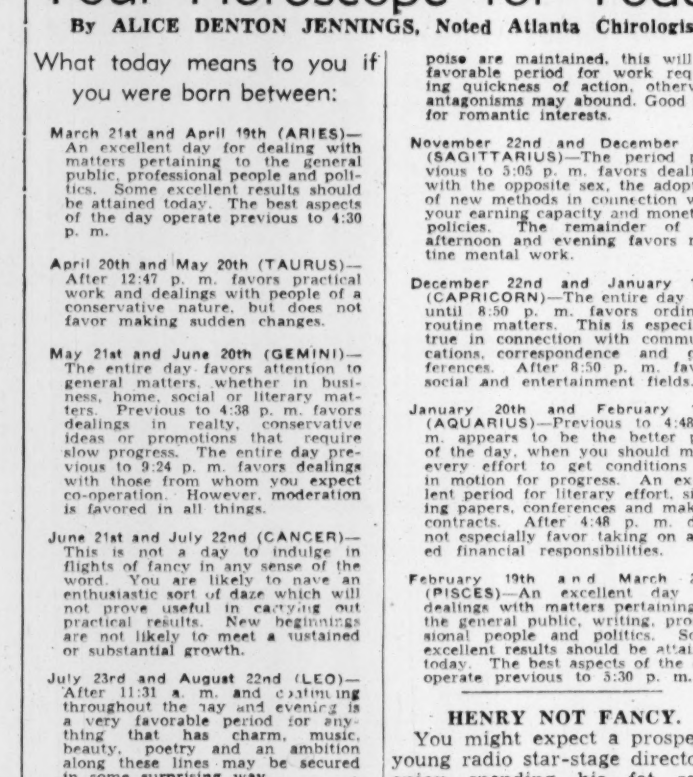 By ALICE DENTON JENNINGS, Noted Atlanta
What today means to you if
you were born between:
March 21st and April 19th (ARIES)—
An excellent day for dealing with
matters pertaining to the general
public, professional people and poli-
tics. Some excellent results should
be attained today. The best aspects
of the day operate previous to 4:30
p. m.
April 20th and May 20th (TAURUS)—
After 12:47 p. m. favors practical
work and dealings with people of a
conservative nature, but does not
favor making sudden changes.
May 21st and June 20th (GEMINI)—
The entire day favors attention to
general matters, whether in busi-
ness, home, social or literary mat-
ters. Previous to 4:38 p. m. favors
dealings in realty, conservative
ideas or promotions that require
slow progress. The entire day pre-
vious to 9:24 p. m. favors dealings
with those from whom you expect
co-operation. However, moderation
is favored in all things.
June 21st and July 22nd (CANCER)—
This is not a day to indulge in
flights of fancy in any sense of the
word. You are likely to have an
enthusiastic sort of daze which will
not prove useful in carrying out
practical results. New beginnings
are not likely to meet a sustained
or substantial growth.
July 23rd and August 22nd (LEO)—
After 11:31 a. m. and continuing
throughout the day and evening is
a very favorable period for any-
thing that has charm, music,
beauty, poetry and an ambition
along these lines may be secured
in some surprising way.
poise are maintained, this will
favorable period for work req
ing quickness of action, otherw
antagonisms may abound. Good
for romantic interests.
November 22nd and December
(SAGITTARIUS)—The period p
vious to 5:05 p. m. favors deali
with the opposite sex, the adop
of new methods in connection w
your earning capacity and monet
policies. The remainder of
afternoon and evening favors r
tine mental work.
December 22nd and January
(CAPRICORN)—The entire day
until 8:50 p. m. favors ordin
routine matters. This is especi
true in connection with commu
cations, correspondence and
ferences. After 8:50 p. m. fav
social and entertainment fields.
January 20th and February
(AQUARIUS)—Previous to 4:48
m. appears to be the better p
of the day, when you should m
every effort to get conditions
in motion for progress. An ex
lent period for literary effort, si
ing papers, conferences and mak
contracts. After 4:48 p. m. d
not especially favor taking on a
ed financial responsibilities.
February 19th and March
(PISCES)—An excellent day
dealings with matters pertaining
the general public, writing, pro
sional people and politics. So
excellent results should be attai
today. The best aspects of the
operate previous to 5:30 p. m.
HENRY NOT FANCY.
You might expect a prospe
young radio star-stage directo